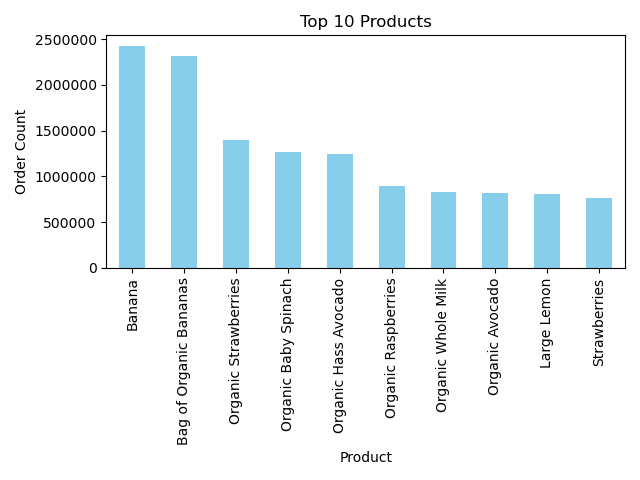 Top 10 Products
Order Count
2500000
2000000
1500000
1000000
500000
0
Banana
Bag of Organic Bananas
Organic Strawberries
Organic Baby Spinach
Organic Hass Avocado
Organic Raspberries
Organic Whole Milk
Organic Avocado
Large Lemon
Strawberries
Product